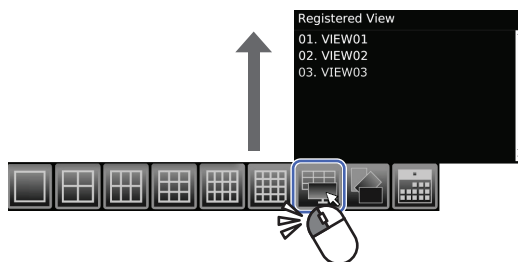 Registered View
01. VIEW01
02. VIEW02
03. VIEW03